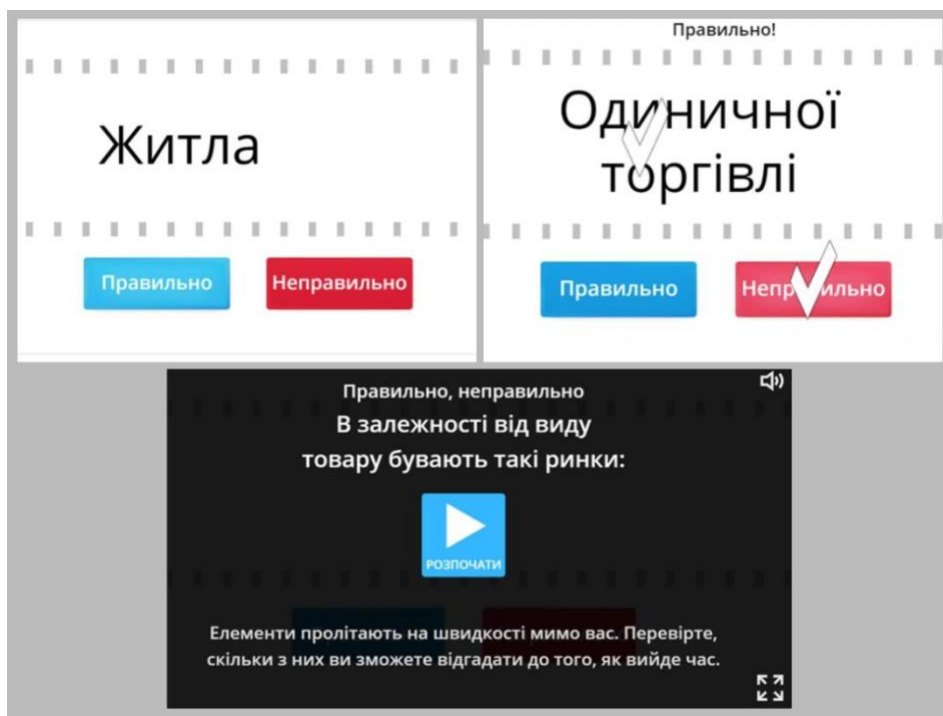 Житла
Правильно
Неправильно
Правильно!
Одиничної
торгівлі
Правильно
Неправильно
Правильно, неправильно
В залежності від виду
товару бувають такі ринки:
РОЗПОЧАТИ
Елементи пролітають на швидкості мимо вас. Перевірте,
скільки з них ви зможете відгадати до того, як вийде час.